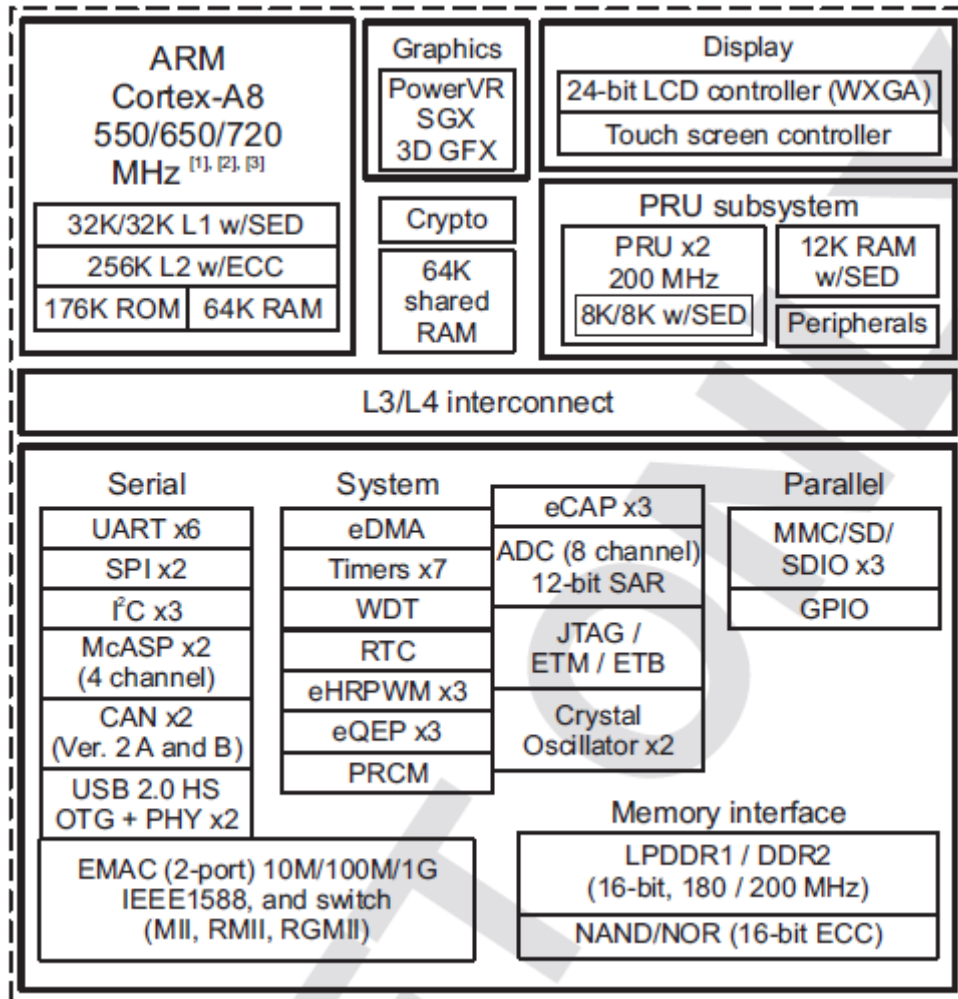 ARM
Cortex-A8
550/650/720
MHz [1], [2], [3]
32K/32K L1 w/SED
256K L2 w/ECC
176K ROM
64K RAM
Graphics
PowerVR
SGX
3D GFX
Crypto
64K
shared
RAM
Display
24-bit LCD controller (WXGA)
Touch screen controller
PRU subsystem
PRU x2
200 MHz
8K/8K w/SED
12K RAM
w/SED
Peripherals
L3/L4 interconnect
Serial
UART x6
SPI x2
I²C x3
McASP x2
(4 channel)
CAN x2
(Ver. 2 A and B)
USB 2.0 HS
OTG + PHY x2
EMAC (2-port) 10M/100M/1G
IEEE1588, and switch
(MII, RMII, RGMII)
System
eDMA
Timers x7
WDT
RTC
eHRPWM x3
eQEP x3
PRCM
eCAP x3
ADC (8 channel)
12-bit SAR
JTAG /
ETM / ETB
Crystal
Oscillator x2
Parallel
MMC/SD/
SDIO x3
GPIO
Memory interface
LPDDR1 / DDR2
(16-bit, 180 / 200 MHz)
NAND/NOR (16-bit ECC)